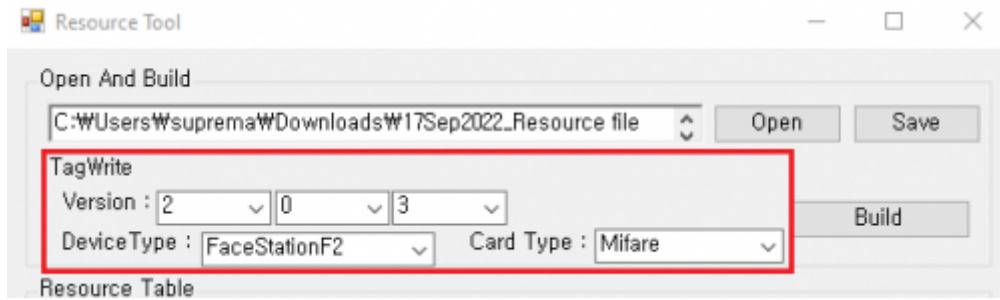 Resource Tool
Open And Build
C:₩Users₩suprema₩Downloads₩17Sep2022_Resource file
Open
Save
TagWrite
Version : 2 0 3
Build
DeviceType : FaceStationF2 Card Type : Mifare
Resource Table